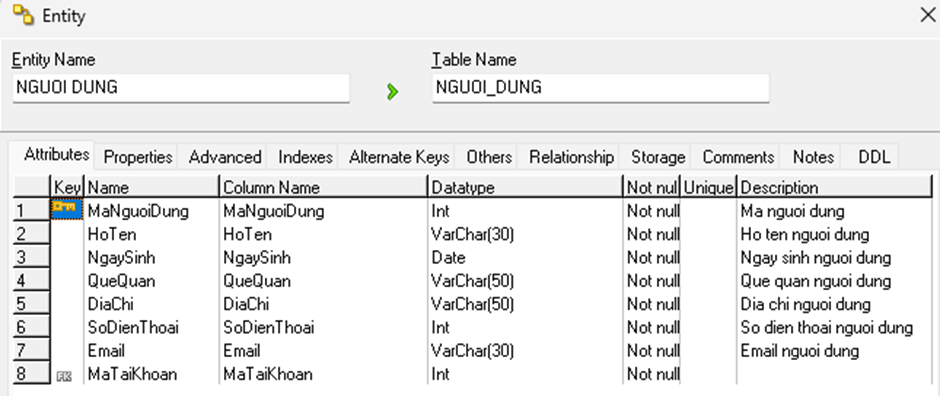 Entity
Entity Name Table Name
NGUOI DUNG NGUOI_DUNG
Attributes Properties Advanced Indexes Alternate Keys Others Relationship Storage Comments Notes DDL
Key Name Column Name Datatype Not nul Unique Description
1 MaNguoiDung MaNguoiDung Int Not null Ma nguoi dung
2 HoTen HoTen VarChar(30) Not null Ho ten nguoi dung
3 NgaySinh NgaySinh Date Not null Ngay sinh nguoi dung
4 QueQuan QueQuan VarChar(50) Not null Que quan nguoi dung
5 DiaChi DiaChi VarChar(50) Not null Dia chi nguoi dung
6 SoDienThoai SoDienThoai Int Not null So dien thoai nguoi dung
7 Email Email VarChar(30) Not null Email nguoi dung
8 FK MaTaiKhoan MaTaiKhoan Int Not null